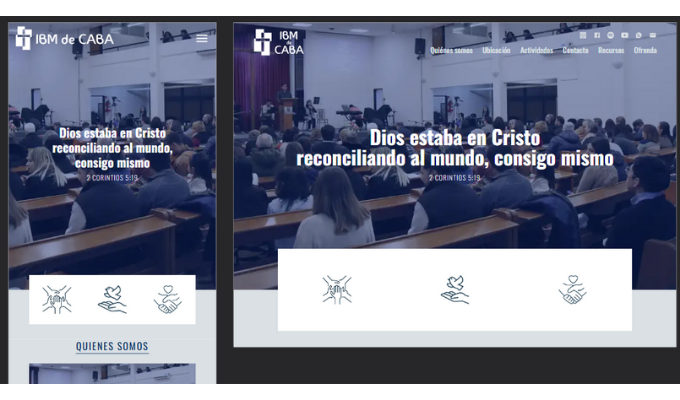 IBM de CABA
Dios estaba en Cristo
reconciliando al mundo,
consigo mismo
2 CORINTIOS 5:19
QUIENES SOMOS
IBM
de
CABA
Quiénes somos Ubicación Actividades Contacto Recursos Ofrenda
Dios estaba en Cristo
reconciliando al mundo, consigo mismo
2 CORINTIOS 5:19